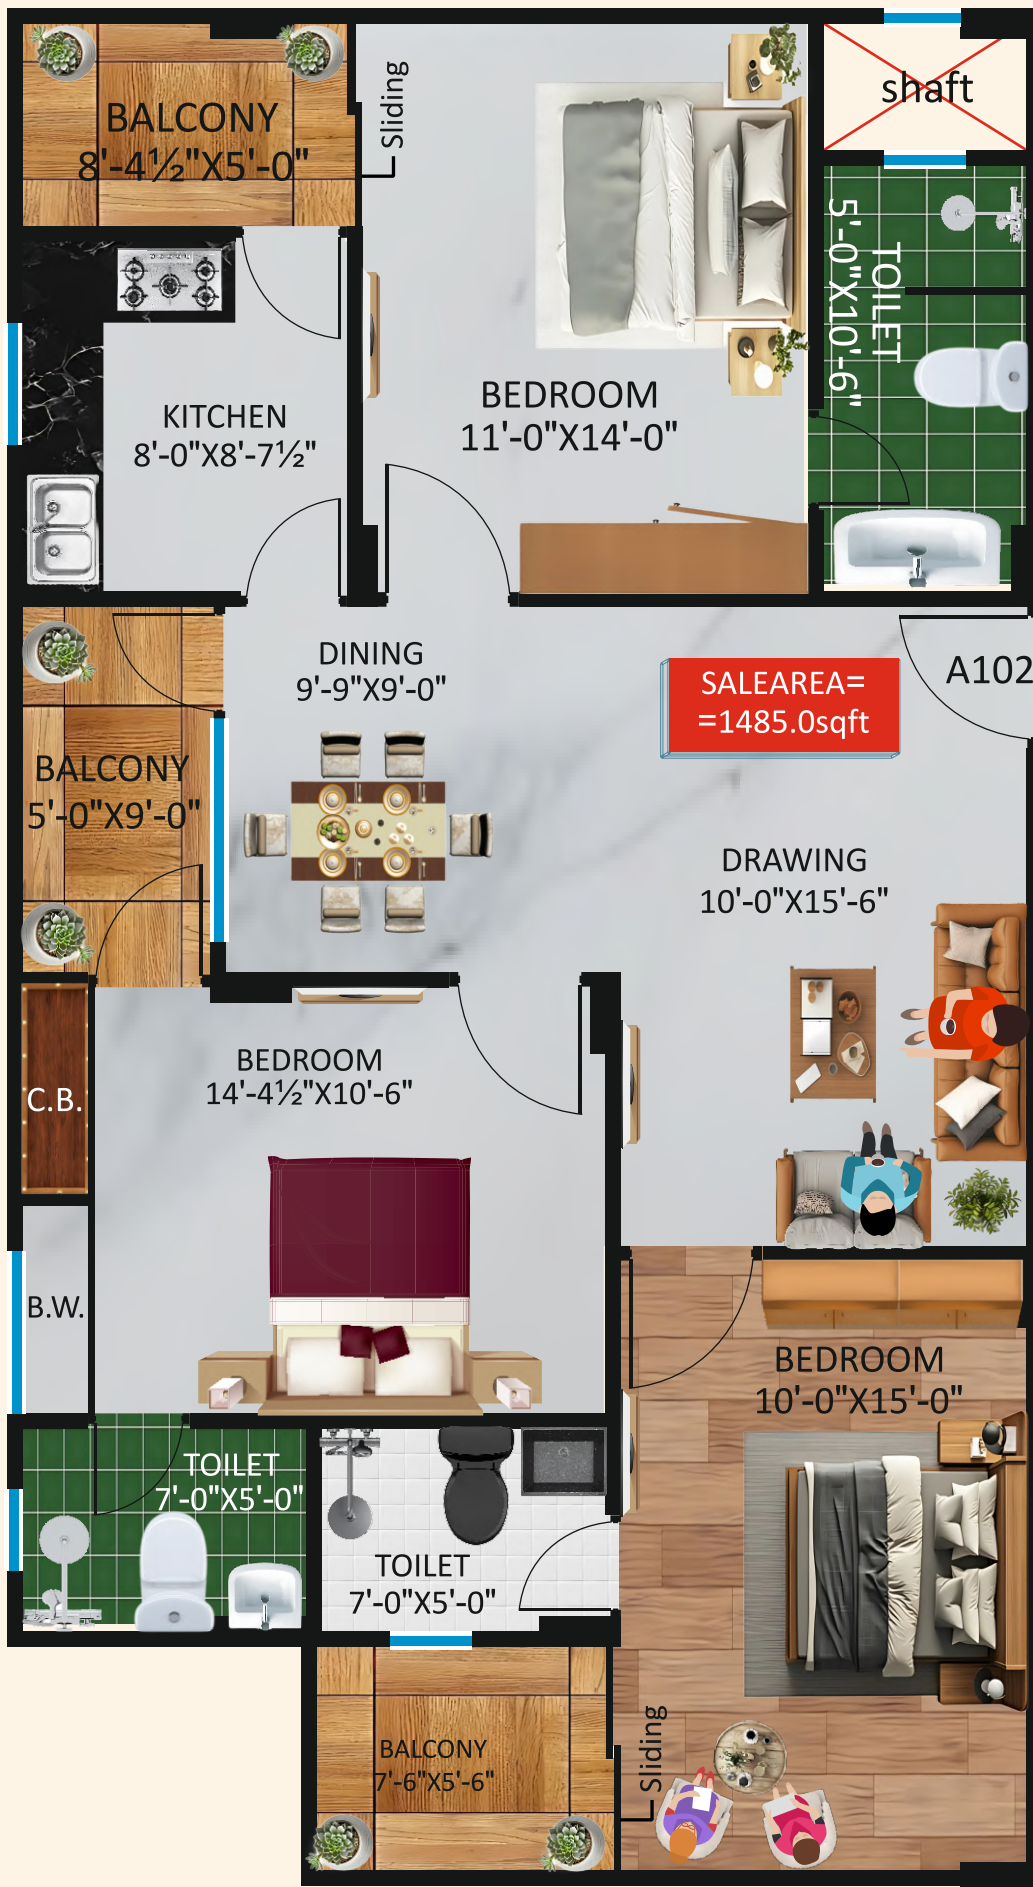 BALCONY
8'-4½"X5'-0"
Sliding
shaft
TOILET
5'-0"X10'-6"
KITCHEN
8'-0"X8'-7½"
BEDROOM
11'-0"X14'-0"
DINING
9'-9"X9'-0"
SALEAREA=
=1485.0sqft
A102
BALCONY
5'-0"X9'-0"
DRAWING
10'-0"X15'-6"
BEDROOM
14'-4½"X10'-6"
C.B.
B.W.
BEDROOM
10'-0"X15'-0"
TOILET
7'-0"X5'-0"
TOILET
7'-0"X5'-0"
BALCONY
7'-6"X5'-6"
Sliding